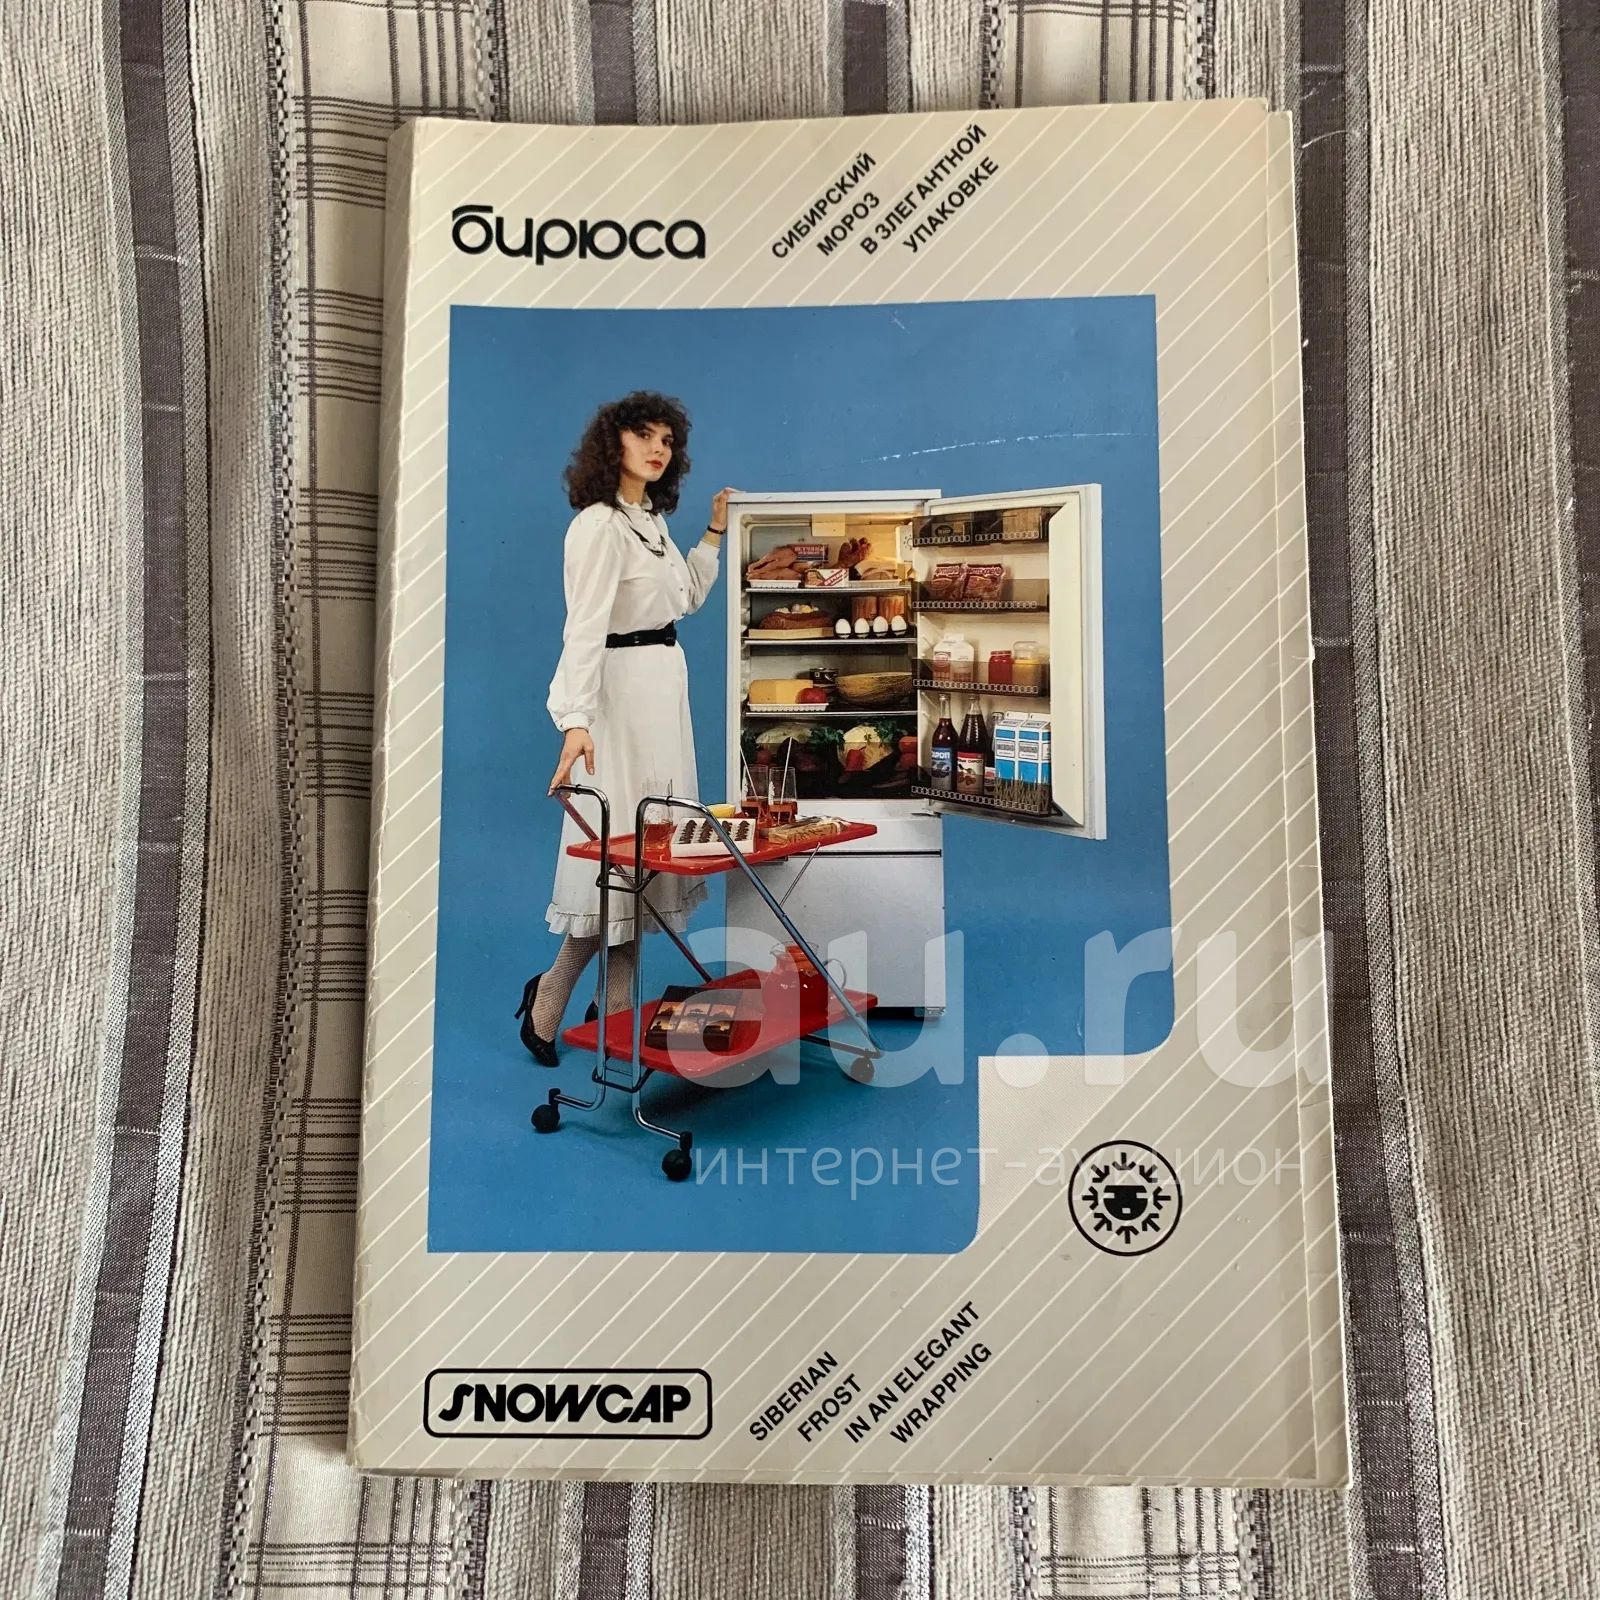 бирюса
СИБИРСКИЙ
МОРОЗ
В ЭЛЕГАНТНОЙ
УПАКОВКЕ
au.ru
интернет-аукцион
SNOWCAP
SIBERIAN
FROST
IN AN ELEGANT
WRAPPING